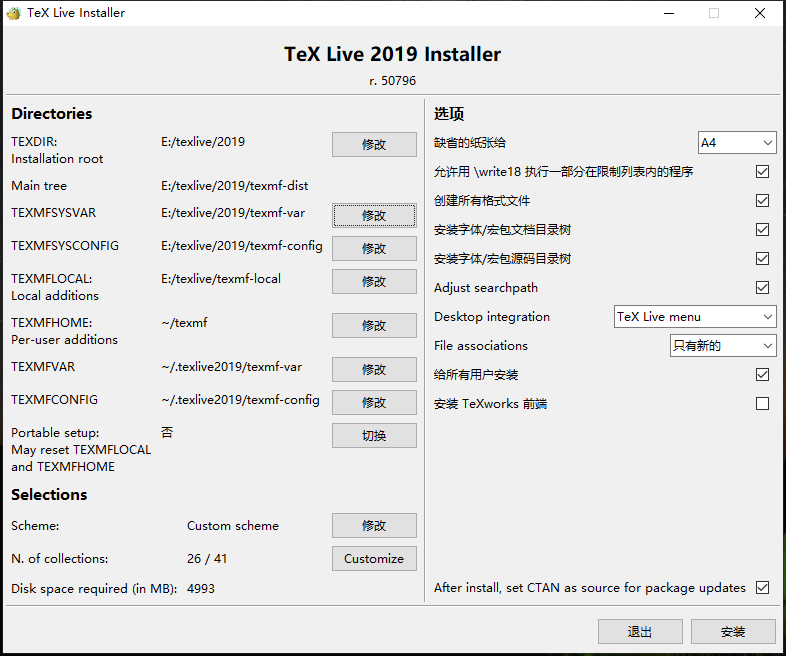 TeX Live Installer
TeX Live 2019 Installer
r. 50796
Directories
TEXDIR:
Installation root
E:/texlive/2019
修改
Main tree
E:/texlive/2019/texmf-dist
TEXMFSYSVAR
E:/texlive/2019/texmf-var
修改
TEXMFSYSCONFIG
E:/texlive/2019/texmf-config
修改
TEXMFLOCAL:
Local additions
E:/texlive/texmf-local
修改
TEXMFHOME:
Per-user additions
~/texmf
修改
TEXMFVAR
~/.texlive2019/texmf-var
修改
TEXMFCONFIG
~/.texlive2019/texmf-config
修改
Portable setup:
May reset TEXMFLOCAL
and TEXMFHOME
否
切换
Selections
Scheme:
Custom scheme
修改
N. of collections:
26 / 41
Customize
Disk space required (in MB):
4993
选项
缺省的纸张给
A4
允许用 \write18 执行一部分在限制列表内的程序
创建所有格式文件
安装字体/宏包文档目录树
安装字体/宏包源码目录树
Adjust searchpath
Desktop integration
TeX Live menu
File associations
只有新的
给所有用户安装
安装 TeXworks 前端
After install, set CTAN as source for package updates
退出
安装